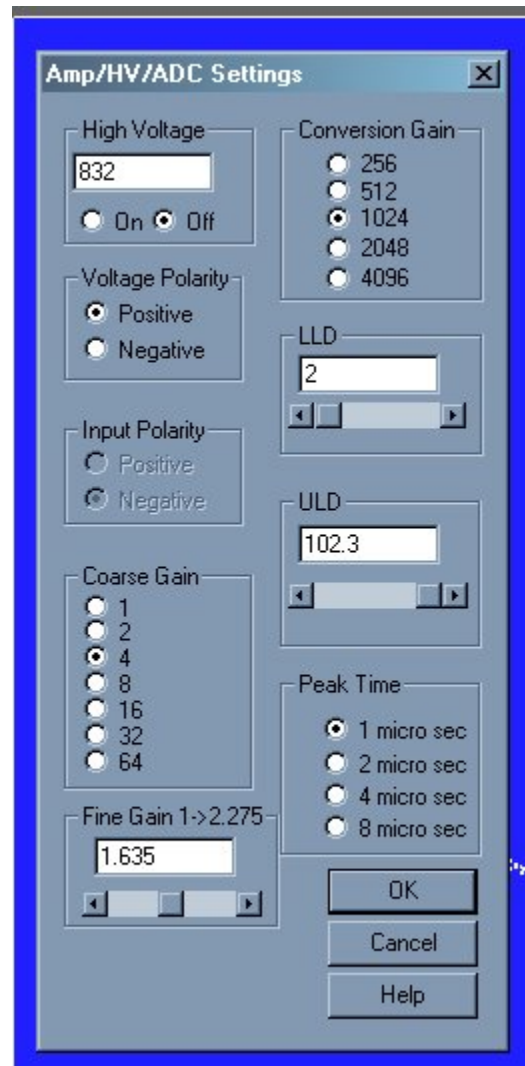 Amp/HV/ADC Settings
High Voltage
832
On Off
Voltage Polarity
Positive
Negative
Input Polarity
Positive
Negative
Coarse Gain
1
2
4
8
16
32
64
Fine Gain 1->2.275
1.635
Conversion Gain
256
512
1024
2048
4096
LLD
2
ULD
102.3
Peak Time
1 micro sec
2 micro sec
4 micro sec
8 micro sec
OK
Cancel
Help